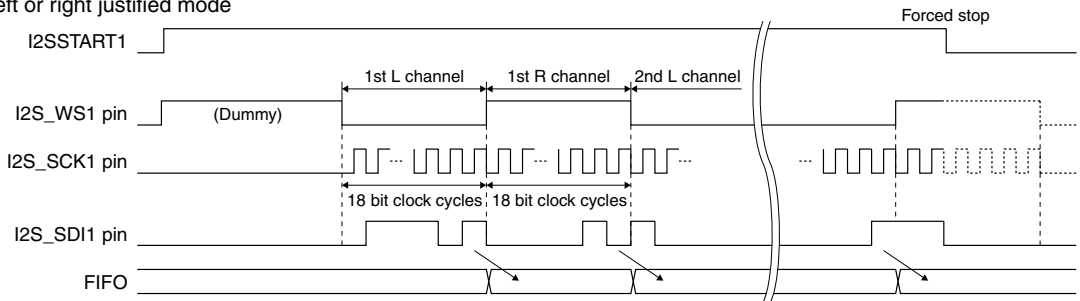 eft or right justified mode
Forced stop
I2SSTART1
1st L channel 1st R channel 2nd L channel
I2S_WS1 pin (Dummy)
I2S_SCK1 pin ... ... ... ...
18 bit clock cycles 18 bit clock cycles
I2S_SDI1 pin
FIFO